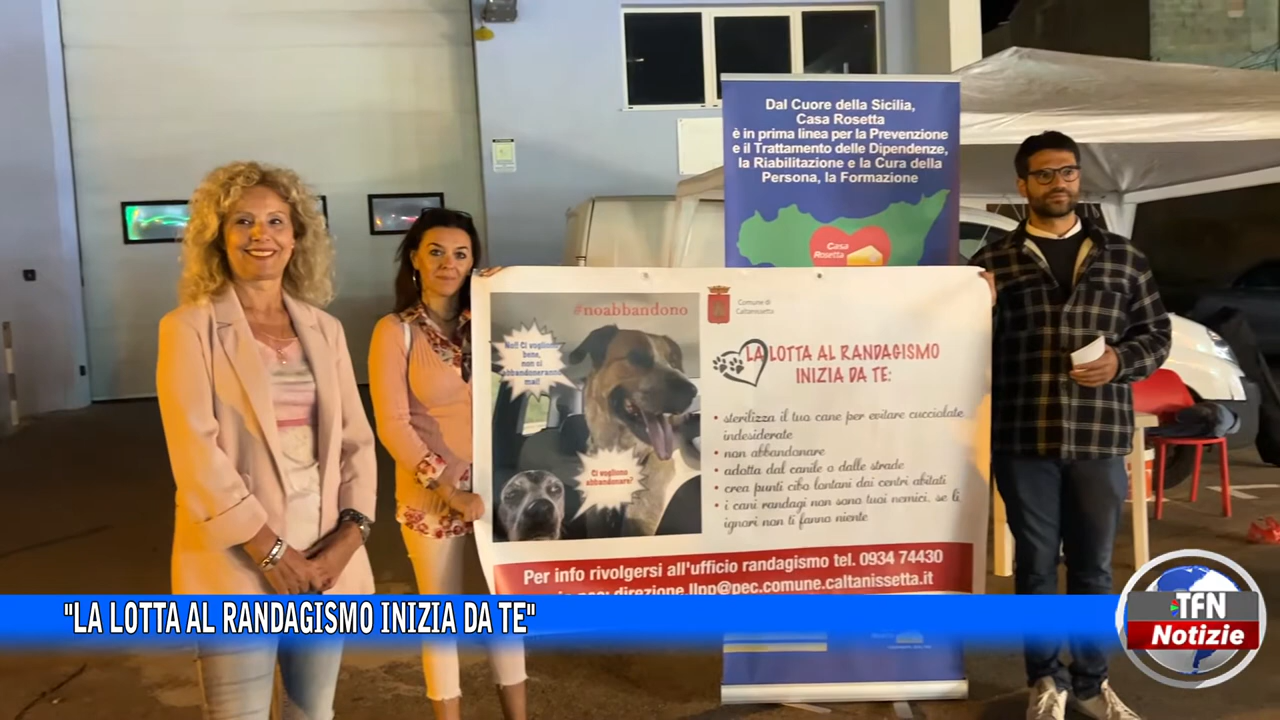 Dal Cuore della Sicilia,
Casa Rosetta
è in prima linea per la Prevenzione
e il Trattamento delle Dipendenze,
la Riabilitazione e la Cura della
Persona, la Formazione
Casa
Rosetta
#noabbandono
No!! Ci vogliono
bene,
non ci
abbandoneranno
mai!
Ci vogliono
abbandonare?
Comune di
Caltanissetta
LA LOTTA AL RANDAGISMO
INIZIA DA TE:
• sterilizza il tuo cane per evitare cucciolate
indesiderate
• non abbandonare
• adotta dal canile o dalle strade
• crea punti cibo lontani dai centri abitati
• i cani randagi non sono tuoi nemici, se li
ignori non ti fanno niente
Per info rivolgersi all'ufficio randagismo tel. 0934 74430
pec: direzione.llpp@pec.comune.caltanissetta.it
"LA LOTTA AL RANDAGISMO INIZIA DA TE"
TFN
Notizie